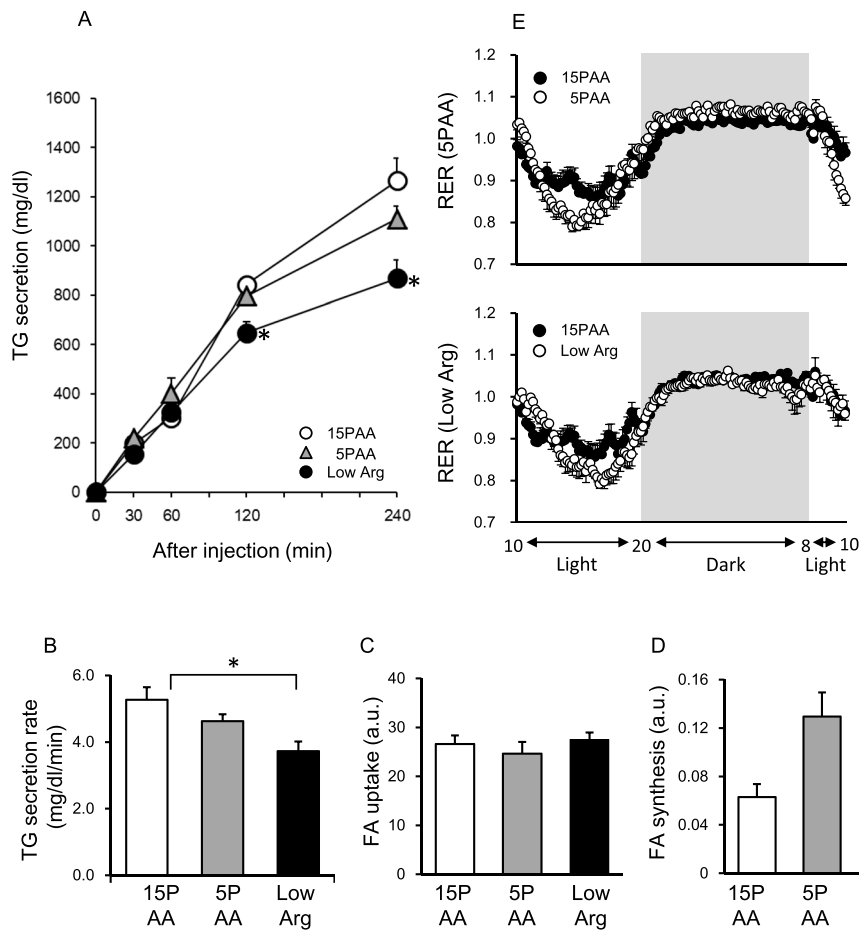 A
TG secretion (mg/dl)
1600
1400
1200
1000
800
600
400
200
0
*
*
15PAA
5PAA
Low Arg
0 30 60 120 240
After injection (min)
E
RER (5PAA)
1.2
1.1
1.0
0.9
0.8
0.7
15PAA
5PAA
RER (Low Arg)
1.2
1.1
1.0
0.9
0.8
0.7
15PAA
Low Arg
10 20 8 10
Light Dark Light
B
TG secretion rate
(mg/dl/min)
6.0
4.0
2.0
0.0
*
15P 5P Low
AA AA Arg
C
FA uptake (a.u.)
40
30
20
10
0
15P 5P Low
AA AA Arg
D
FA synthesis (a.u.)
0.16
0.12
0.08
0.04
0
15P 5P
AA AA